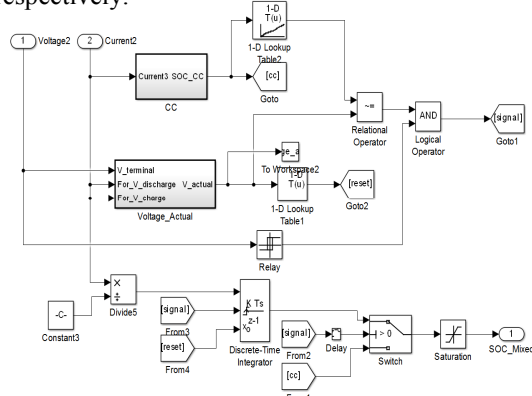 respectively.
1 Voltage2
2 Current2
1-D
T(u)
1-D Lookup
Table2
Current3 SOC_CC
CC
[cc]
Goto
~=
Relational
Operator
AND
Logical
Operator
[signal]
Goto1
V_terminal
For_V_discharge V_actual
For_V_charge
Voltage_Actual
ge_a
To Workspace2
1-D
T(u)
1-D Lookup
Table1
[reset]
Goto2
Relay
-C-
Constant3
×
÷
Divide5
[signal]
From3
[reset]
From4
K Ts
z-1
x0
Discrete-Time
Integrator
[signal]
From2
Delay
[cc]
> 0
Switch
Saturation
1
SOC_Mixed